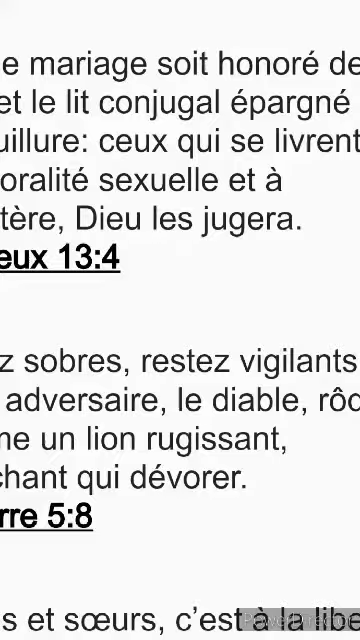 e mariage soit honoré de
et le lit conjugal épargné
uillure: ceux qui se livrent
oralité sexuelle et à
tère, Dieu les jugera.
eux 13:4
z sobres, restez vigilants
adversaire, le diable, rôd
me un lion rugissant,
chant qui dévorer.
rre 5:8
s et sœurs, c’est à la libe
PowerDirector